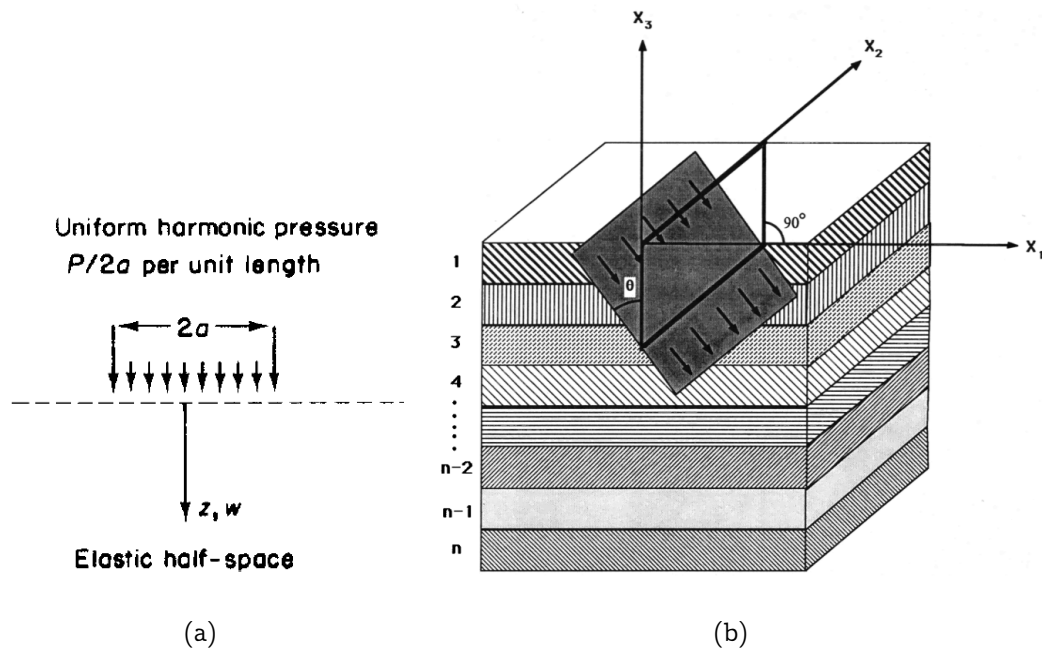 Uniform harmonic pressure
P/2a per unit length
2a
z, w
Elastic half-space
(a)
X₃
X₂
90°
X₁
θ
1
2
3
4
n-2
n-1
n
(b)